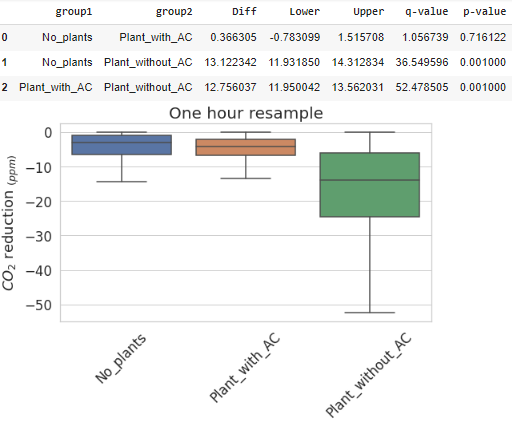 group1 group2 Diff Lower Upper q-value p-value
0 No_plants Plant_with_AC 0.366305 -0.783099 1.515708 1.056739 0.716122
1 No_plants Plant_without_AC 13.122342 11.931850 14.312834 36.549596 0.001000
2 Plant_with_AC Plant_without_AC 12.756037 11.950042 13.562031 52.478505 0.001000
One hour resample
0
−10
−20
−30
−40
−50
CO₂ reduction (ppm)
No_plants
Plant_with_AC
Plant_without_AC